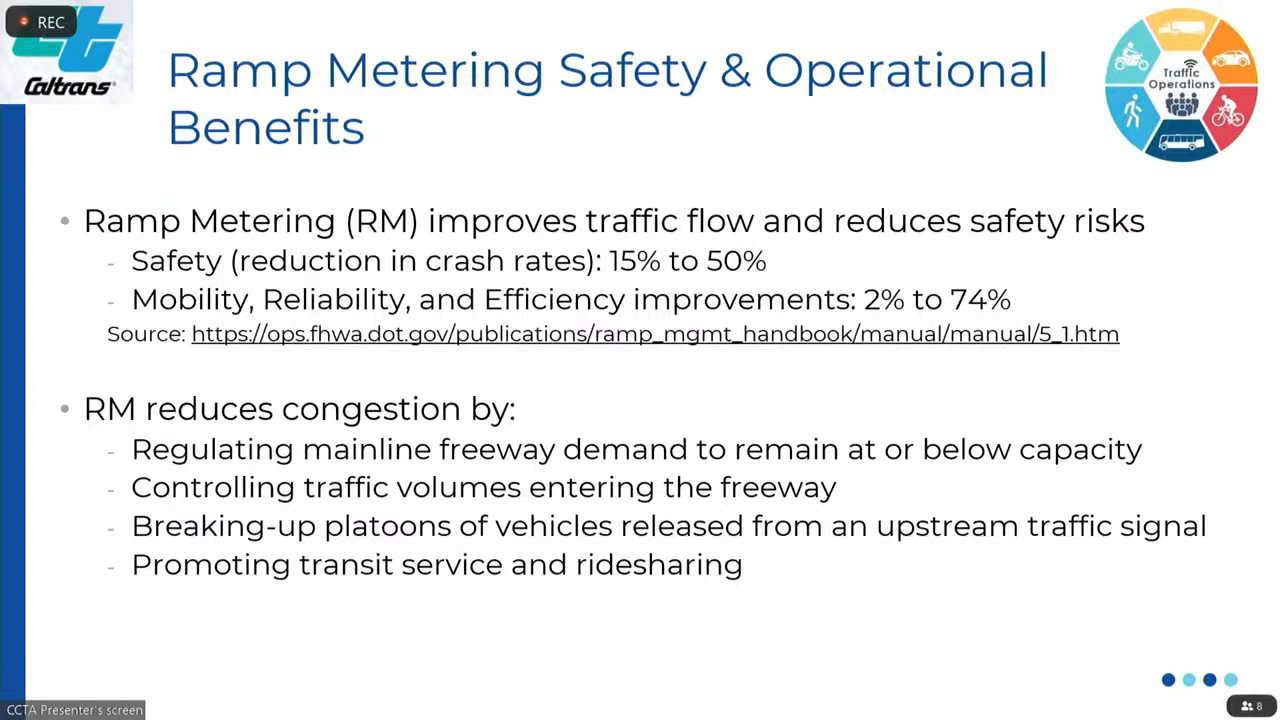 REC
Caltrans®
Ramp Metering Safety & Operational
Benefits
Traffic
Operations
• Ramp Metering (RM) improves traffic flow and reduces safety risks
- Safety (reduction in crash rates): 15% to 50%
- Mobility, Reliability, and Efficiency improvements: 2% to 74%
Source: https://ops.fhwa.dot.gov/publications/ramp_mgmt_handbook/manual/manual/5_1.htm
• RM reduces congestion by:
- Regulating mainline freeway demand to remain at or below capacity
- Controlling traffic volumes entering the freeway
- Breaking-up platoons of vehicles released from an upstream traffic signal
- Promoting transit service and ridesharing
CCTA Presenter's screen
8